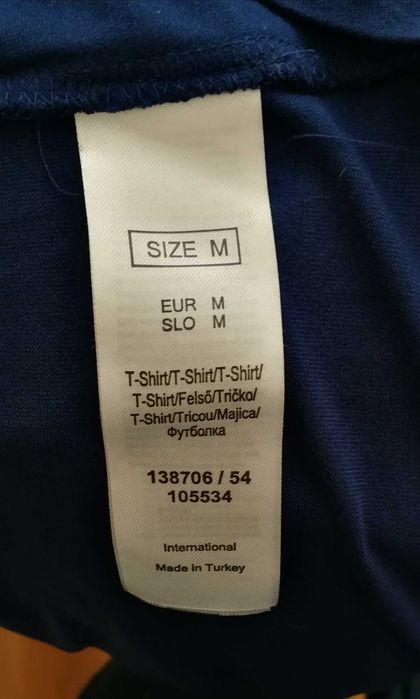 SIZE M
EUR M
SLO M
T-Shirt/T-Shirt/T-Shirt/
T-Shirt/Felső/Tričko/
T-Shirt/Tricou/Majica/
Футболка
138706 / 54
105534
International
Made in Turkey